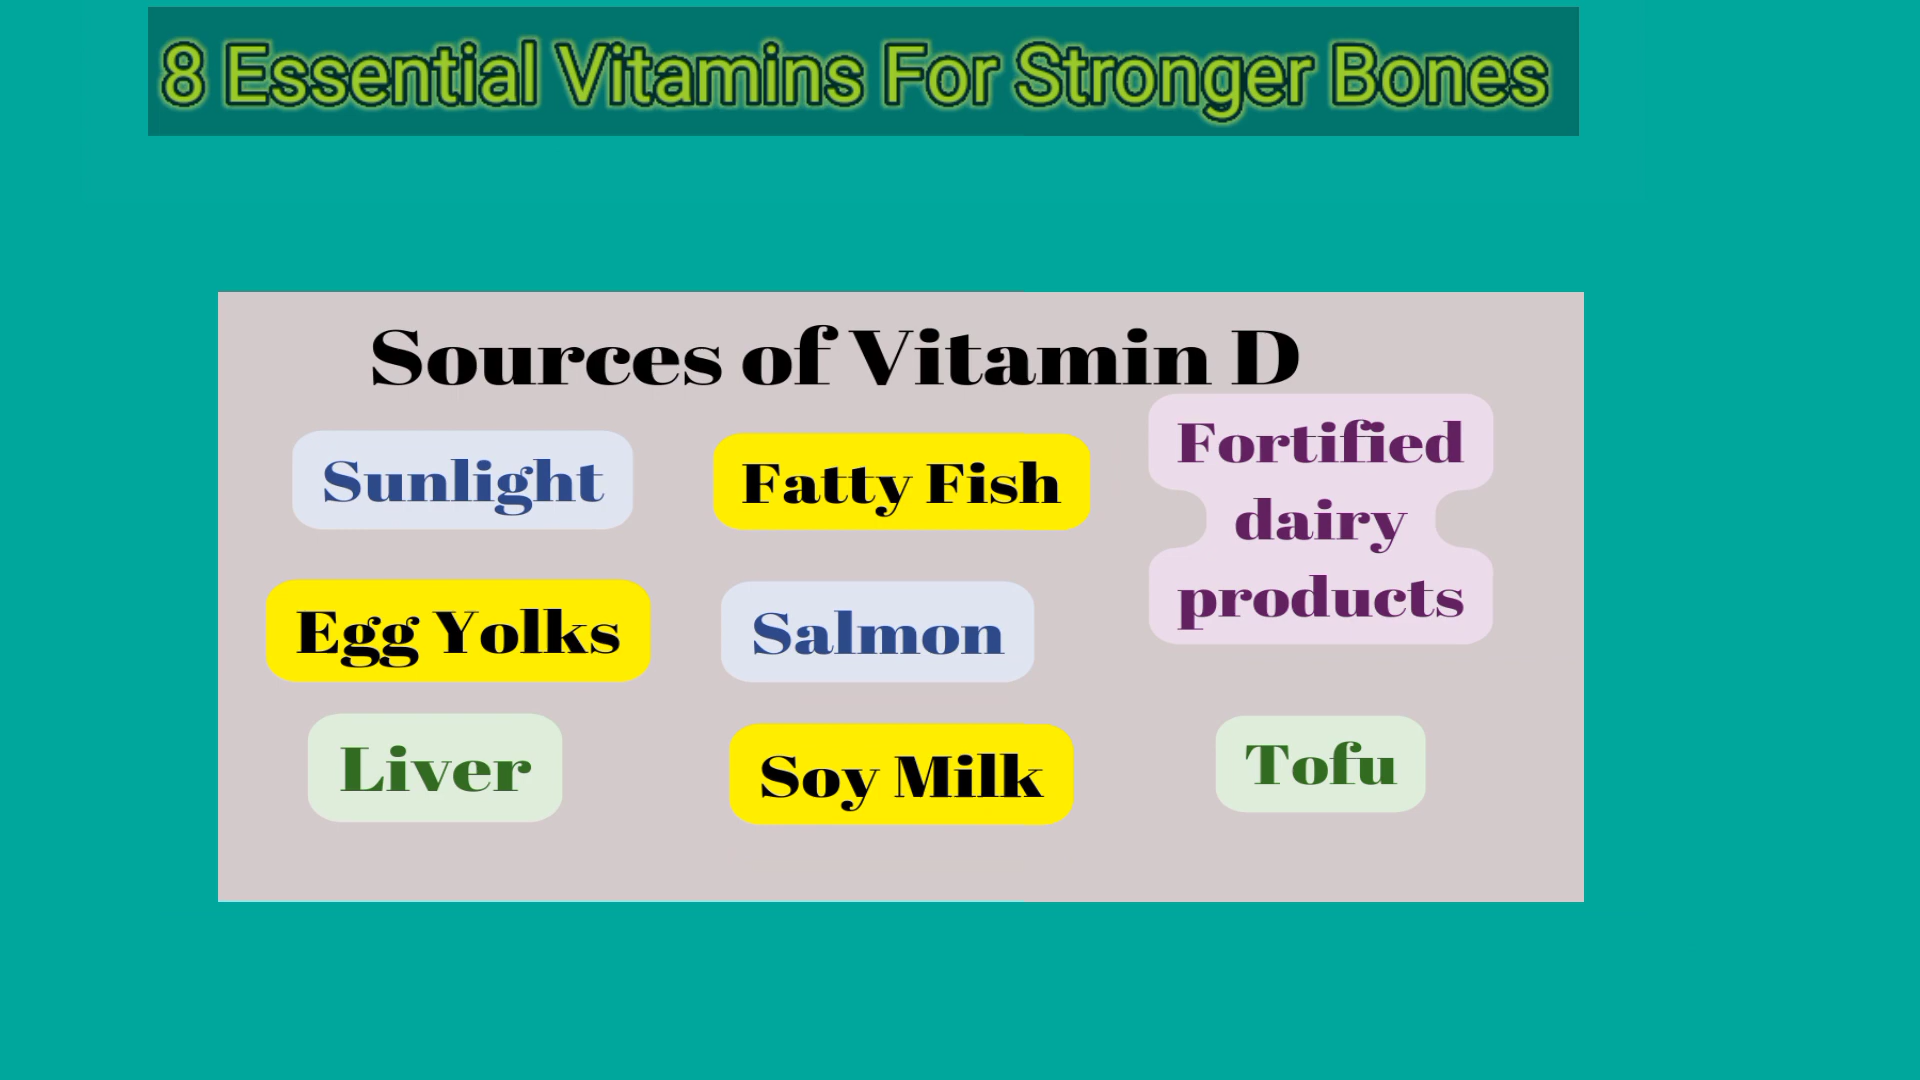 8 Essential Vitamins For Stronger Bones
Sources of Vitamin D
Sunlight
Fatty Fish
Fortified
dairy
products
Egg Yolks
Salmon
Liver
Soy Milk
Tofu